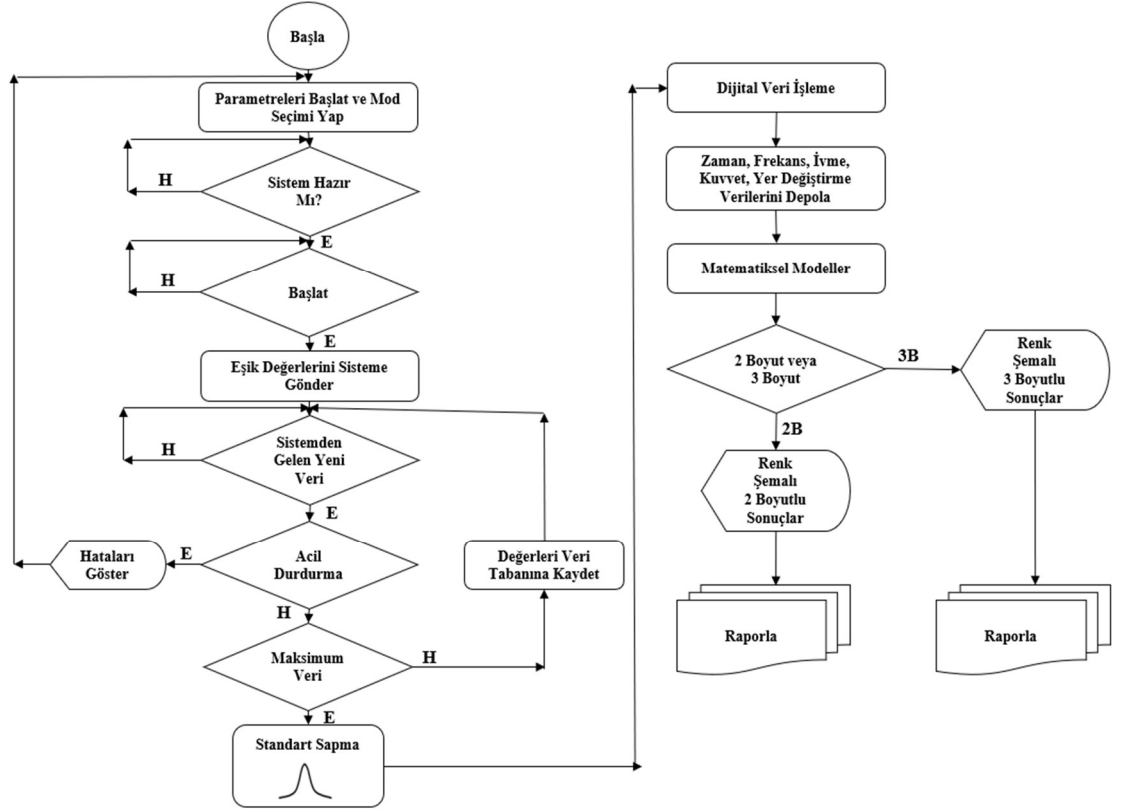 Başla
Parametreleri Başlat ve Mod
Seçimi Yap
Sistem Hazır
Mı?
H
E
Başlat
H
E
Eşik Değerlerini Sisteme
Gönder
Sistemden
Gelen Yeni
Veri
H
E
Acil
Durdurma
E
Hataları
Göster
H
Maksimum
Veri
H
Değerleri Veri
Tabanına Kaydet
E
Standart Sapma
Dijital Veri İşleme
Zaman, Frekans, İvme,
Kuvvet, Yer Değiştirme
Verilerini Depola
Matematiksel Modeller
2 Boyut veya
3 Boyut
3B
Renk
Şemalı
3 Boyutlu
Sonuçlar
2B
Renk
Şemalı
2 Boyutlu
Sonuçlar
Raporla
Raporla